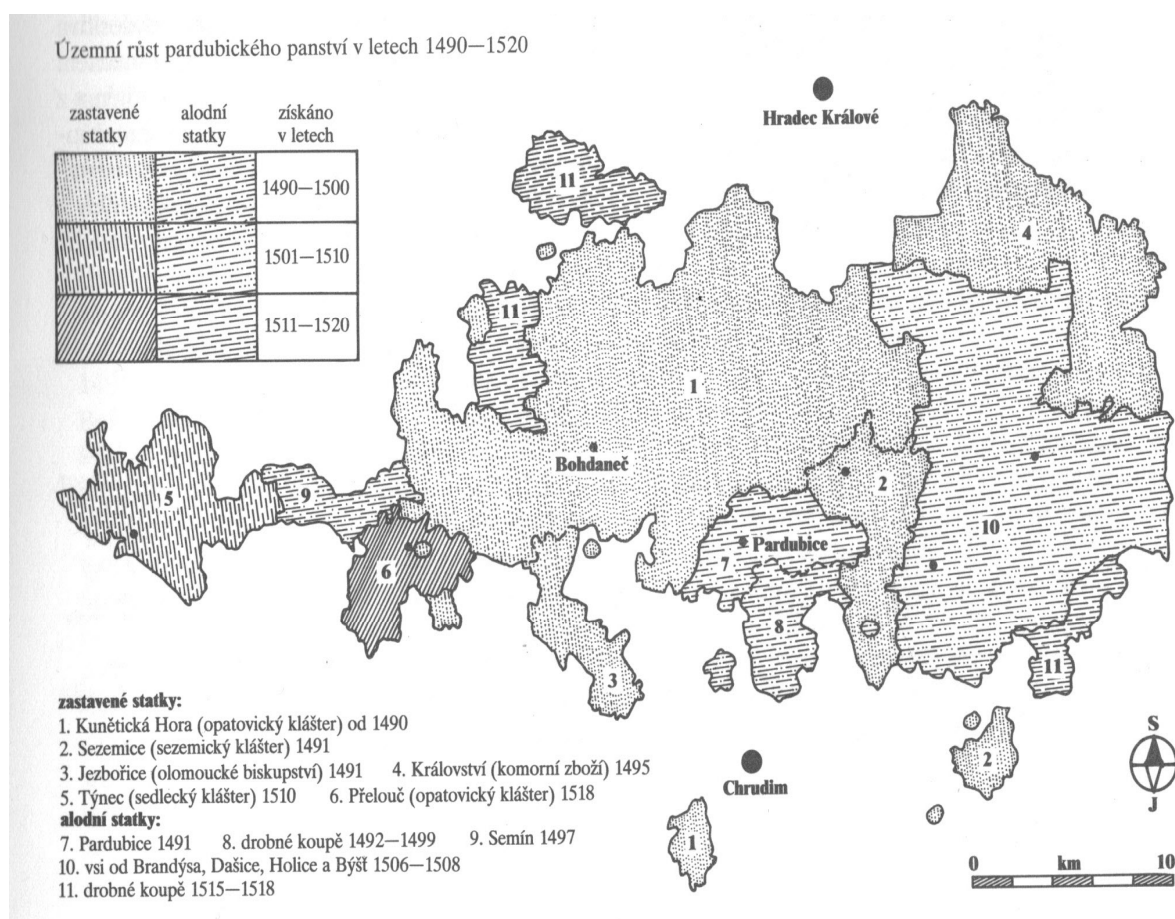 Územní růst pardubického panství v letech 1490—1520
zastavené statky
alodní statky
získáno v letech
1490—1500
1501—1510
1511—1520
Hradec Králové
11
4
11
1
Bohdaneč
2
5
9
10
Pardubice
7
6
8
3
11
2
Chrudim
1
S
J
0 km 10
zastavené statky:
1. Kunětická Hora (opatovický klášter) od 1490
2. Sezemice (sezemický klášter) 1491
3. Jezbořice (olomoucké biskupství) 1491 4. Království (komorní zboží) 1495
5. Týnec (sedlecký klášter) 1510 6. Přelouč (opatovický klášter) 1518
alodní statky:
7. Pardubice 1491 8. drobné koupě 1492—1499 9. Semín 1497
10. vsi od Brandýsa, Dašice, Holice a Býšť 1506—1508
11. drobné koupě 1515—1518